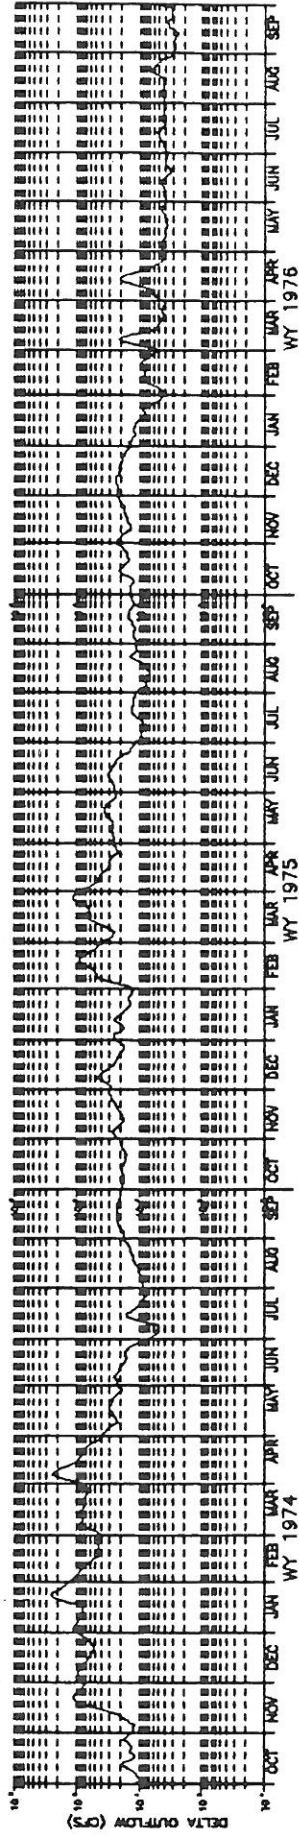 DELTA OUTFLOW (CFS)
OCT NOV DEC JAN FEB MAR APR MAY JUN JUL AUG SEP OCT NOV DEC JAN FEB MAR APR MAY JUN JUL AUG SEP OCT NOV DEC JAN FEB MAR APR MAY JUN JUL AUG SEP
WY 1974 WY 1975 WY 1976